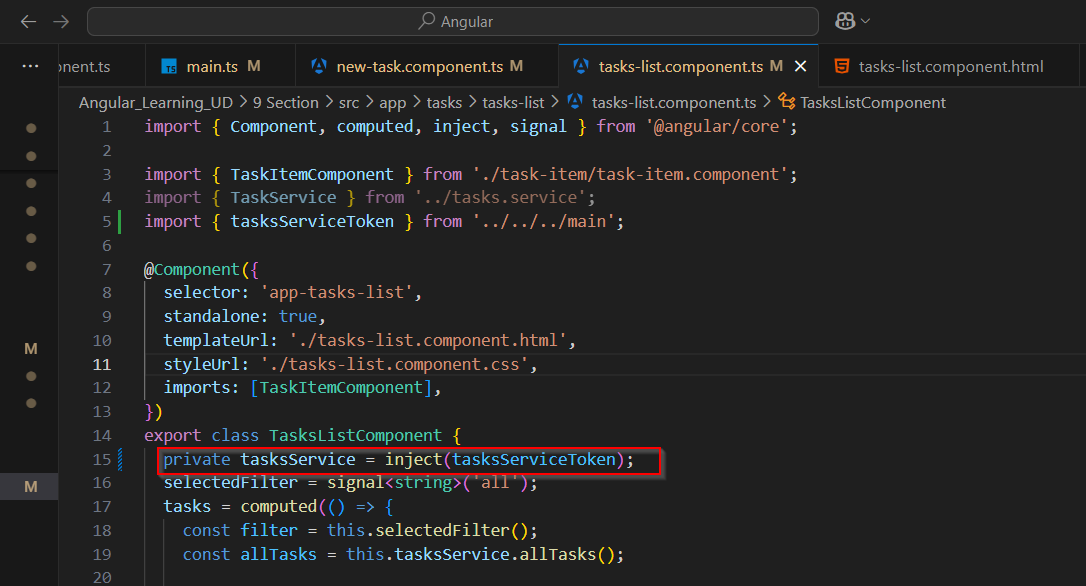 Angular
onent.ts
main.ts M
new-task.component.ts M
tasks-list.component.ts M
tasks-list.component.html
Angular_Learning_UD > 9 Section > src > app > tasks > tasks-list > tasks-list.component.ts > TasksListComponent
1 import { Component, computed, inject, signal } from '@angular/core';
2
3 import { TaskItemComponent } from './task-item/task-item.component';
4 import { TaskService } from '../tasks.service';
5 import { tasksServiceToken } from '../../../main';
6
7 @Component({
8 selector: 'app-tasks-list',
9 standalone: true,
10 templateUrl: './tasks-list.component.html',
11 styleUrl: './tasks-list.component.css',
12 imports: [TaskItemComponent],
13 })
14 export class TasksListComponent {
15 private tasksService = inject(tasksServiceToken);
16 selectedFilter = signal<string>('all');
17 tasks = computed(() => {
18 const filter = this.selectedFilter();
19 const allTasks = this.tasksService.allTasks();
20
M
M